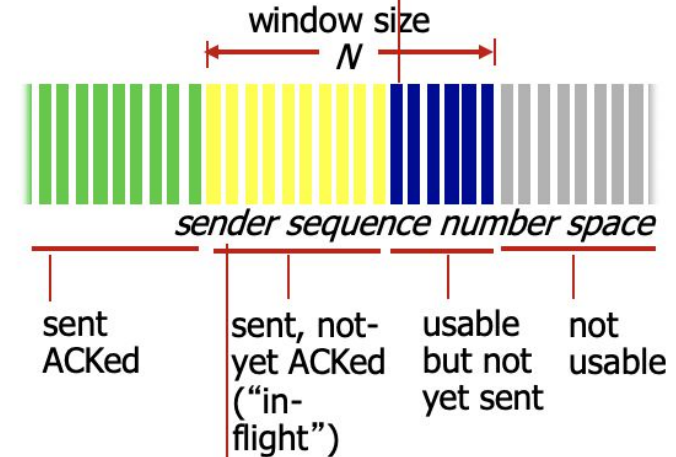 window size
N
sender sequence number space
sent
ACKed
sent, not-
yet ACKed
(“in-
flight”)
usable
but not
yet sent
not
usable